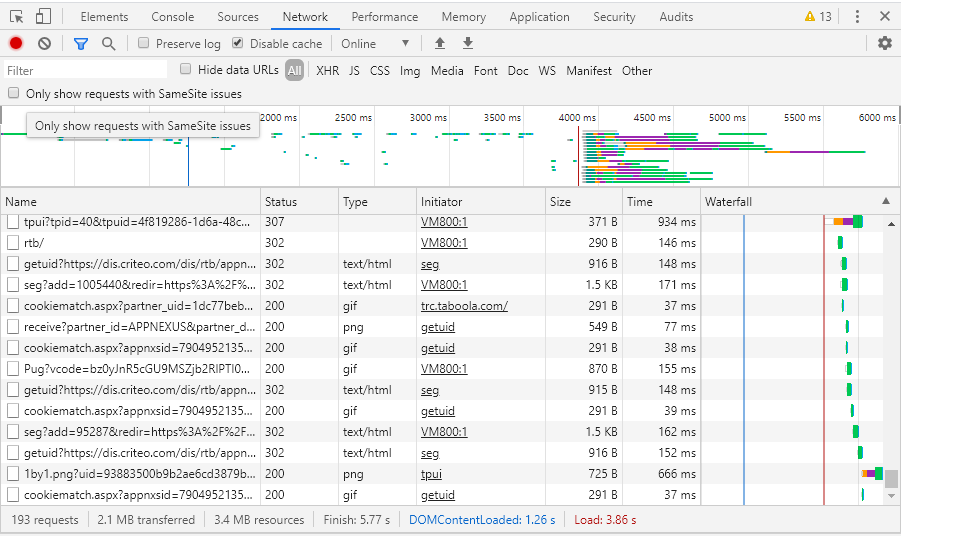 Elements Console Sources Network Performance Memory Application Security Audits 13
Preserve log Disable cache Online
Filter Hide data URLs All XHR JS CSS Img Media Font Doc WS Manifest Other
Only show requests with SameSite issues
2000 ms 2500 ms 3000 ms 3500 ms 4000 ms 4500 ms 5000 ms 5500 ms 6000 ms
Only show requests with SameSite issues
Name Status Type Initiator Size Time Waterfall
tpui?tpid=40&tpuid=4f819286-1d6a-48c... 307 VM800:1 371 B 934 ms
rtb/ 302 VM800:1 290 B 146 ms
getuid?https://dis.criteo.com/dis/rtb/appn... 302 text/html seg 916 B 148 ms
seg?add=1005440&redir=https%3A%2F%... 302 text/html VM800:1 1.5 KB 171 ms
cookiematch.aspx?partner_uid=1dc77beb... 200 gif trc.taboola.com/ 291 B 37 ms
receive?partner_id=APPNEXUS&partner_d... 200 png getuid 549 B 77 ms
cookiematch.aspx?appnxsid=7904952135... 200 gif getuid 291 B 38 ms
Pug?vcode=bz0yJnR5cGU9MSZjb2RlPTI0... 200 gif VM800:1 870 B 155 ms
getuid?https://dis.criteo.com/dis/rtb/appn... 302 text/html seg 915 B 148 ms
cookiematch.aspx?appnxsid=7904952135... 200 gif getuid 291 B 39 ms
seg?add=95287&redir=https%3A%2F%2F... 302 text/html VM800:1 1.5 KB 162 ms
getuid?https://dis.criteo.com/dis/rtb/appn... 302 text/html seg 916 B 152 ms
1by1.png?uid=93883500b9b2ae6cd3879b... 200 png tpui 725 B 666 ms
cookiematch.aspx?appnxsid=7904952135... 200 gif getuid 291 B 37 ms
193 requests 2.1 MB transferred 3.4 MB resources Finish: 5.77 s DOMContentLoaded: 1.26 s Load: 3.86 s